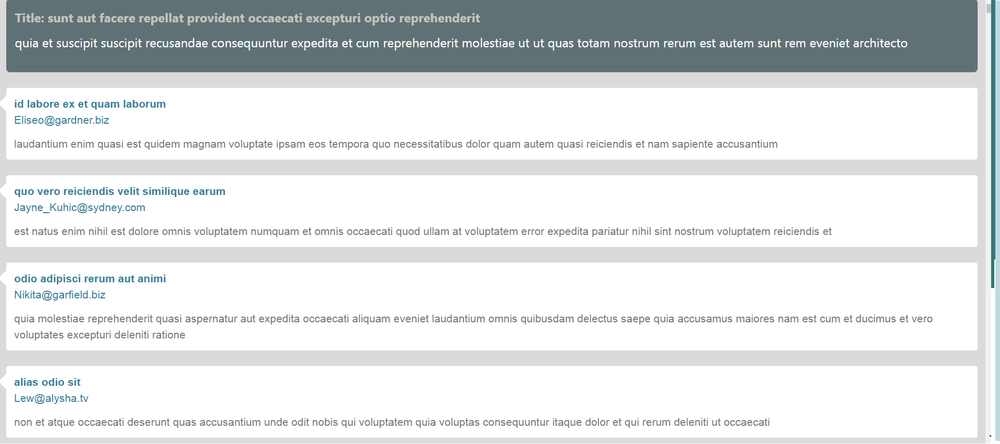 Title: sunt aut facere repellat provident occaecati excepturi optio reprehenderit
quia et suscipit suscipit recusandae consequuntur expedita et cum reprehenderit molestiae ut ut quas totam nostrum rerum est autem sunt rem eveniet architecto
id labore ex et quam laborum
Eliseo@gardner.biz
laudantium enim quasi est quidem magnam voluptate ipsam eos tempora quo necessitatibus dolor quam autem quasi reiciendis et nam sapiente accusantium
quo vero reiciendis velit similique earum
Jayne_Kuhic@sydney.com
est natus enim nihil est dolore omnis voluptatem numquam et omnis occaecati quod ullam at voluptatem error expedita pariatur nihil sint nostrum voluptatem reiciendis et
odio adipisci rerum aut animi
Nikita@garfield.biz
quia molestiae reprehenderit quasi aspernatur aut expedita occaecati aliquam eveniet laudantium omnis quibusdam delectus saepe quia accusamus maiores nam est cum et ducimus et vero
voluptates excepturi deleniti ratione
alias odio sit
Lew@alysha.tv
non et atque occaecati deserunt quas accusantium unde odit nobis qui voluptatem quia voluptas consequuntur itaque dolor et qui rerum deleniti ut occaecati